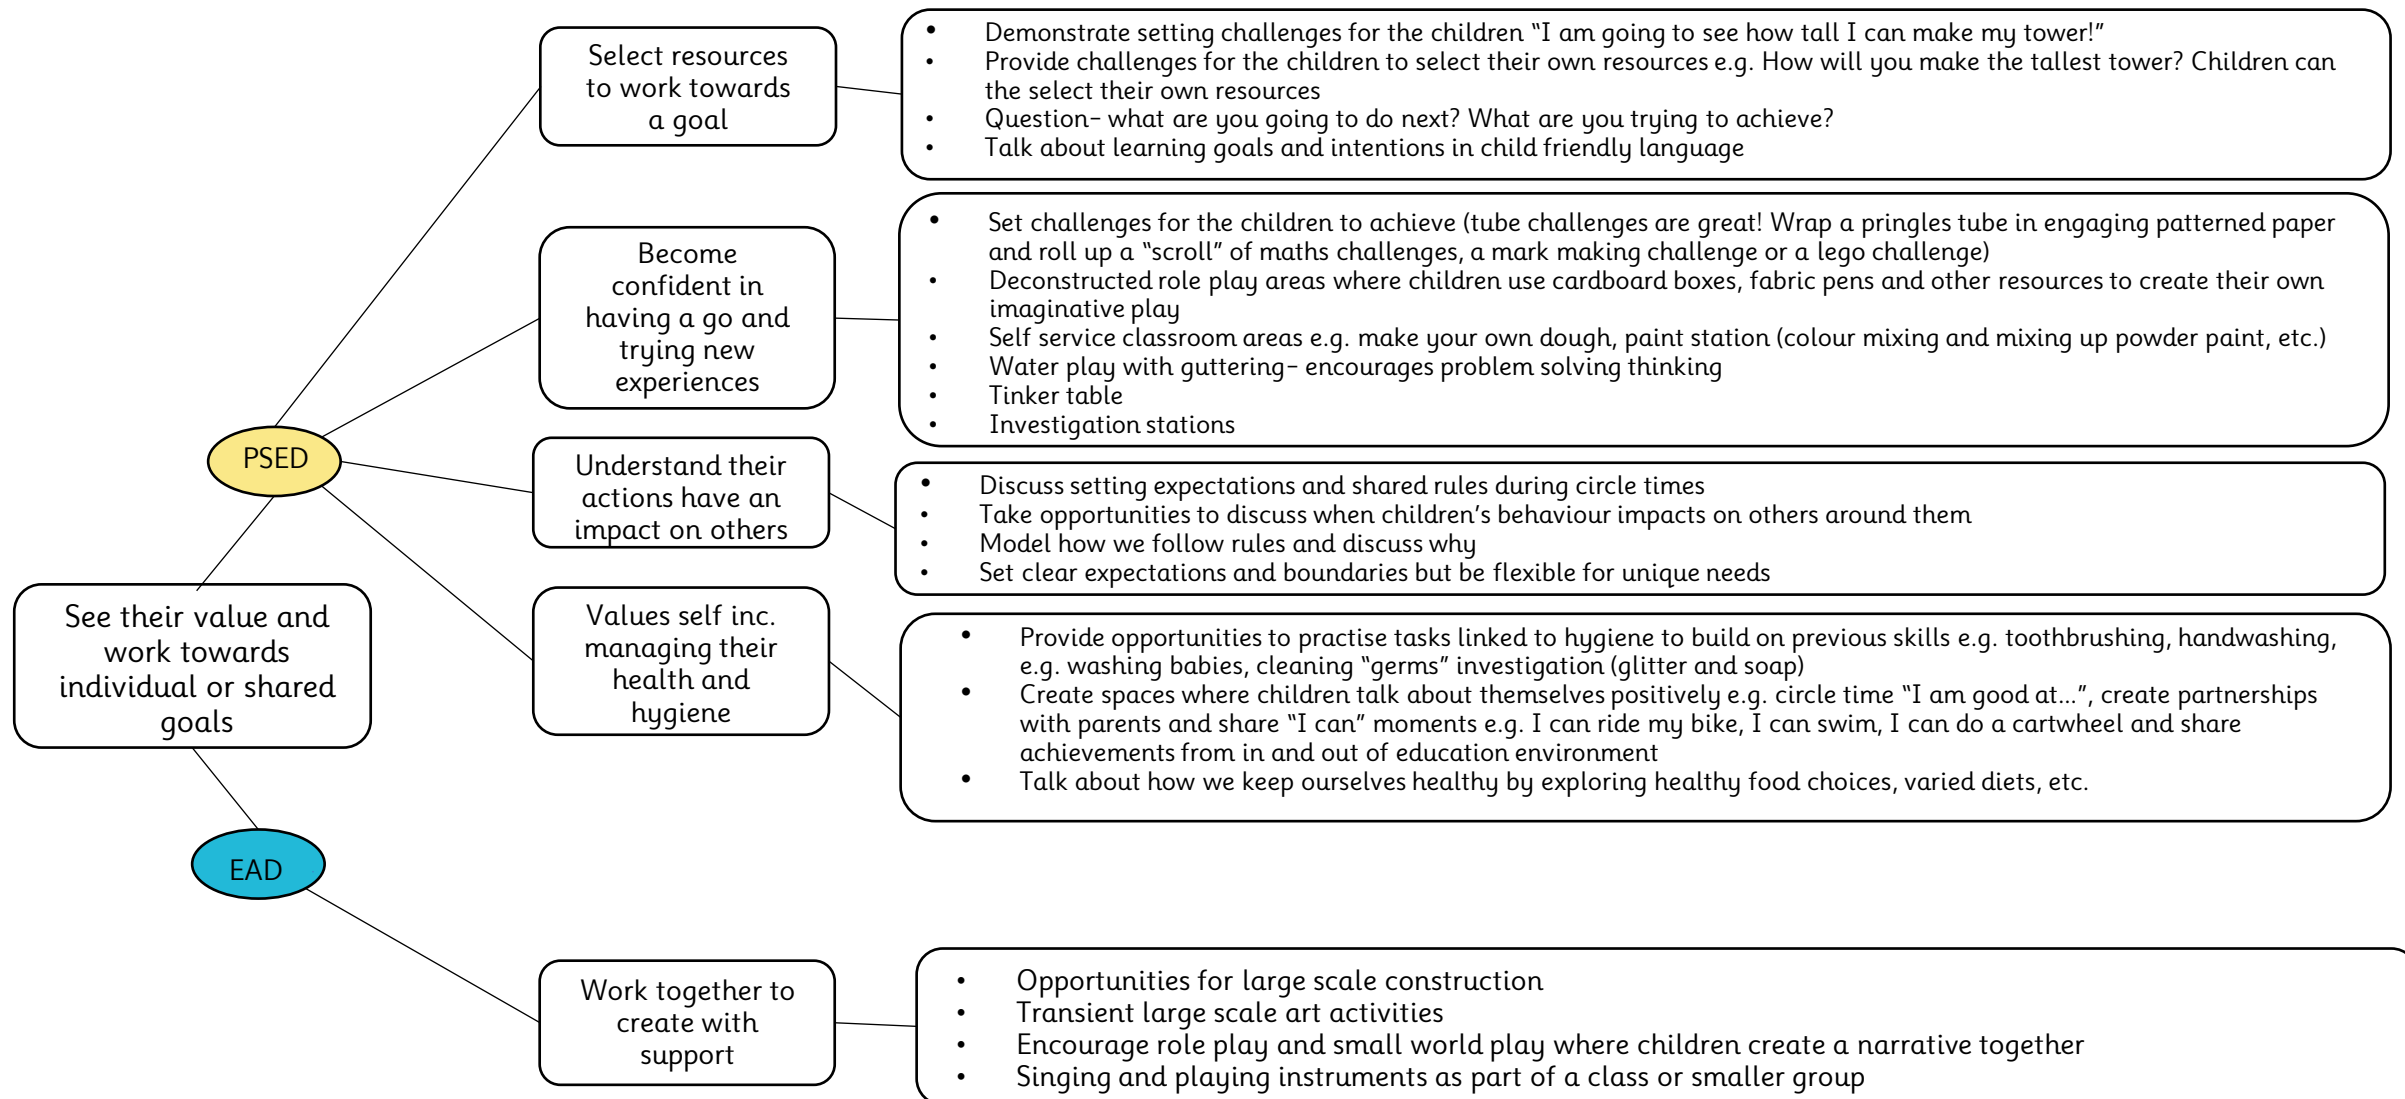 Select resources
to work towards
a goal
• Demonstrate setting challenges for the children “I am going to see how tall I can make my tower!”
• Provide challenges for the children to select their own resources e.g. How will you make the tallest tower? Children can
the select their own resources
• Question– what are you going to do next? What are you trying to achieve?
• Talk about learning goals and intentions in child friendly language
Become
confident in
having a go and
trying new
experiences
• Set challenges for the children to achieve (tube challenges are great! Wrap a pringles tube in engaging patterned paper
and roll up a “scroll” of maths challenges, a mark making challenge or a lego challenge)
• Deconstructed role play areas where children use cardboard boxes, fabric pens and other resources to create their own
imaginative play
• Self service classroom areas e.g. make your own dough, paint station (colour mixing and mixing up powder paint, etc.)
• Water play with guttering– encourages problem solving thinking
• Tinker table
• Investigation stations
PSED
Understand their
actions have an
impact on others
• Discuss setting expectations and shared rules during circle times
• Take opportunities to discuss when children’s behaviour impacts on others around them
• Model how we follow rules and discuss why
• Set clear expectations and boundaries but be flexible for unique needs
See their value and
work towards
individual or shared
goals
Values self inc.
managing their
health and
hygiene
• Provide opportunities to practise tasks linked to hygiene to build on previous skills e.g. toothbrushing, handwashing,
e.g. washing babies, cleaning “germs” investigation (glitter and soap)
• Create spaces where children talk about themselves positively e.g. circle time “I am good at...”, create partnerships
with parents and share “I can” moments e.g. I can ride my bike, I can swim, I can do a cartwheel and share
achievements from in and out of education environment
• Talk about how we keep ourselves healthy by exploring healthy food choices, varied diets, etc.
EAD
Work together to
create with
support
• Opportunities for large scale construction
• Transient large scale art activities
• Encourage role play and small world play where children create a narrative together
• Singing and playing instruments as part of a class or smaller group